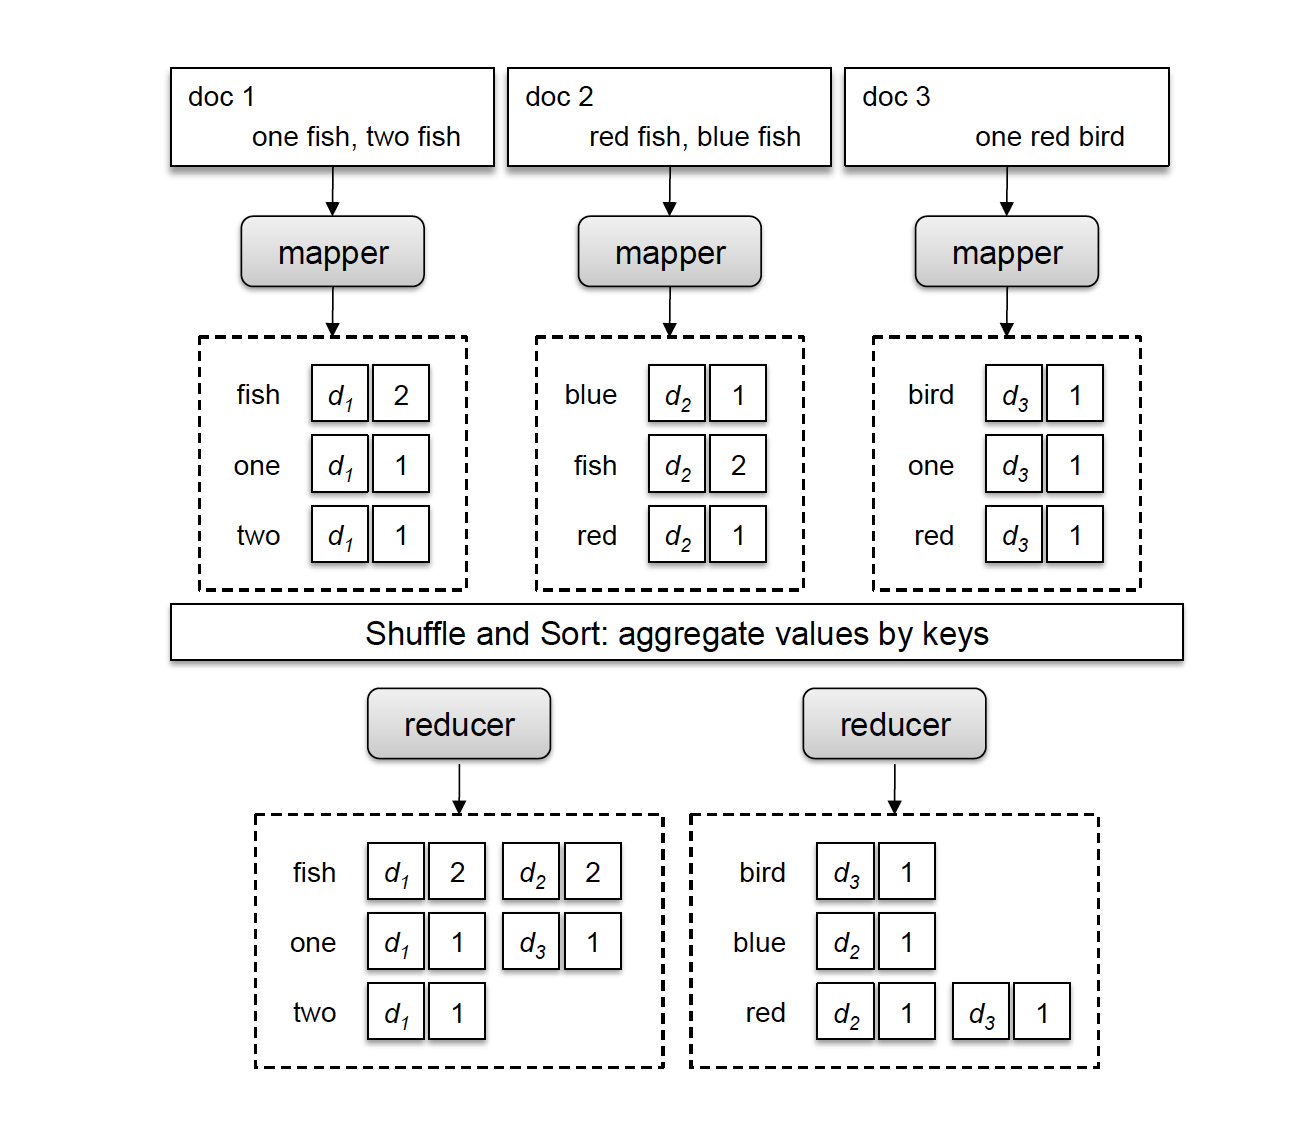 doc 1
one fish, two fish
doc 2
red fish, blue fish
doc 3
one red bird
mapper
mapper
mapper
fish d1 2
one d1 1
two d1 1
blue d2 1
fish d2 2
red d2 1
bird d3 1
one d3 1
red d3 1
Shuffle and Sort: aggregate values by keys
reducer
reducer
fish d1 2 d2 2
one d1 1 d3 1
two d1 1
bird d3 1
blue d2 1
red d2 1 d3 1